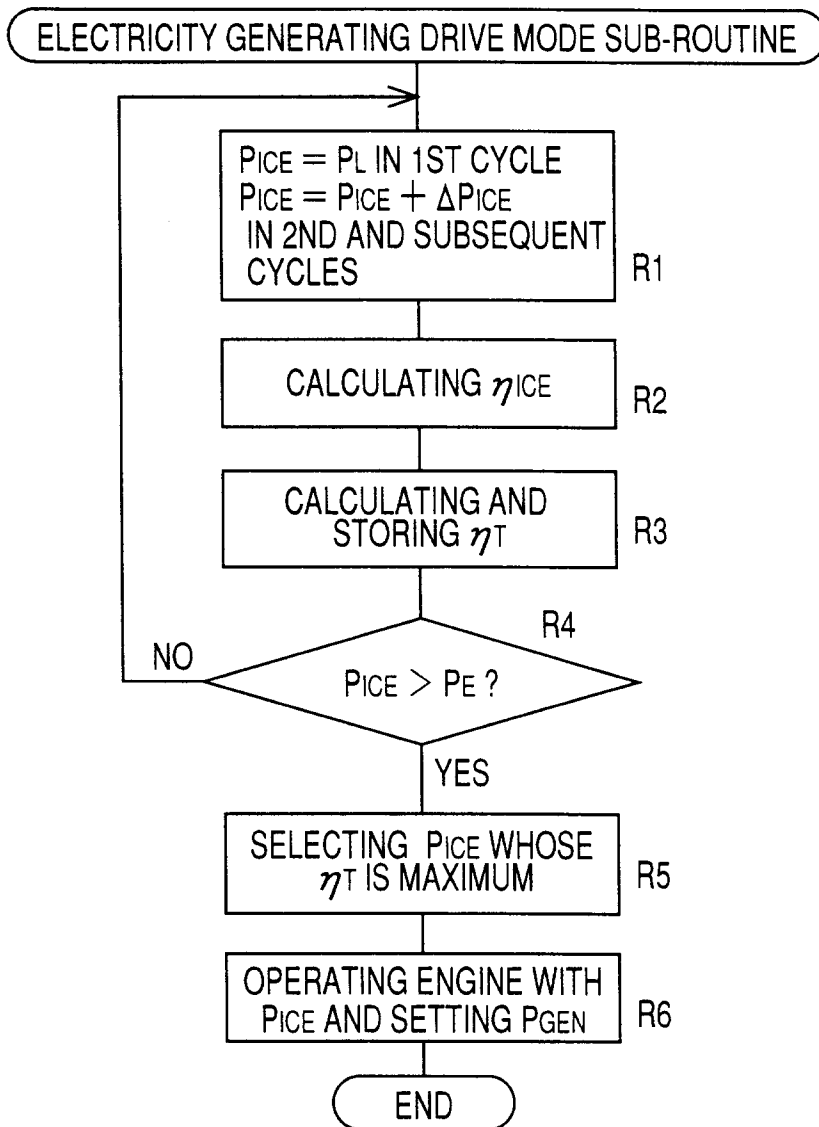 ELECTRICITY GENERATING DRIVE MODE SUB-ROUTINE
PICE = PL IN 1ST CYCLE
PICE = PICE + ΔPICE
IN 2ND AND SUBSEQUENT
CYCLES
R1
CALCULATING ηICE
R2
CALCULATING AND
STORING ηT
R3
R4
NO
PICE > PE ?
YES
SELECTING PICE WHOSE
ηT IS MAXIMUM
R5
OPERATING ENGINE WITH
PICE AND SETTING PGEN
R6
END